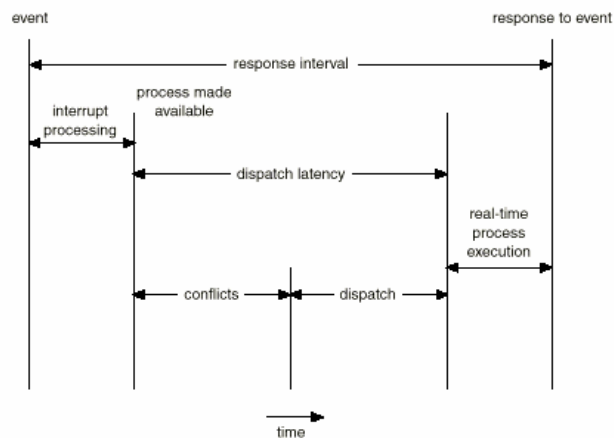 event
response to event
response interval
process made
available
interrupt
processing
dispatch latency
real-time
process
execution
conflicts
dispatch
time